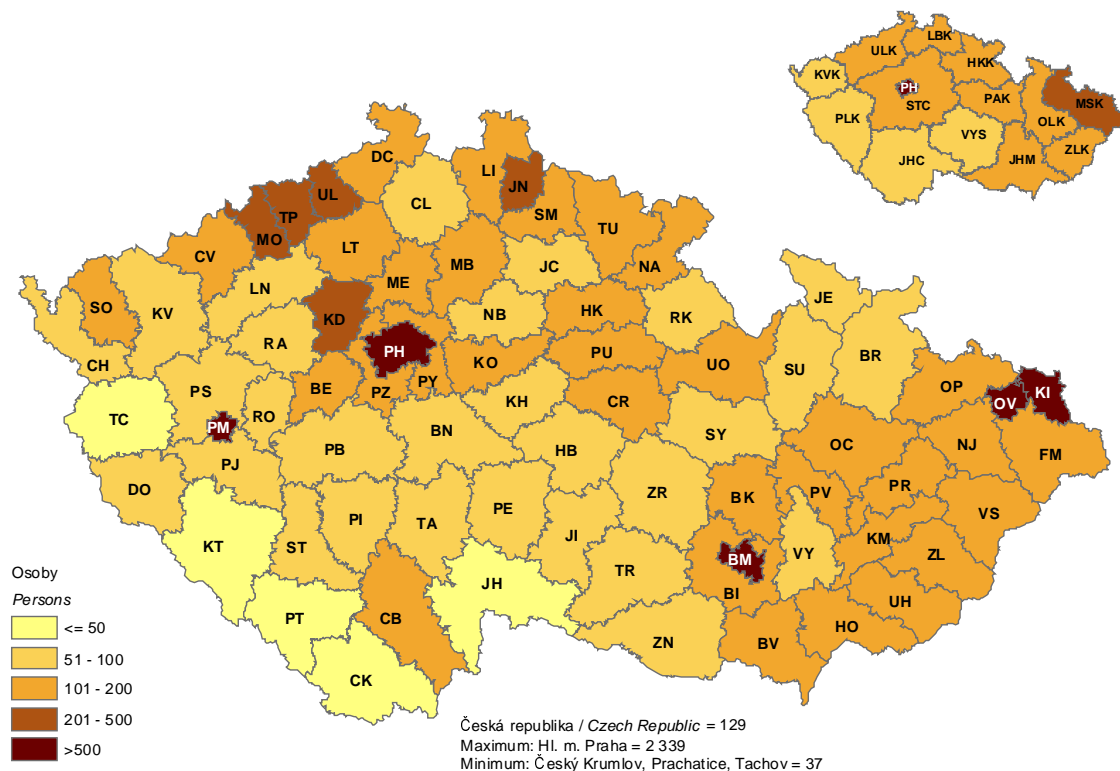 LBK
ULK
HKK
KVK
PH
MSK
STC
PAK
PLK
OLK
VYS
ZLK
JHC
JHM
DC
LI
JN
UL
CL
TP
SM
TU
MO
LT
CV
MB
JC
NA
ME
LN
JE
SO
KV
NB
HK
RK
KD
RA
PH
PU
BR
CH
KO
UO
SU
PY
OP
KI
PS
BE
PZ
OV
RO
CR
KH
TC
PM
BN
SY
OC
NJ
FM
PB
HB
PJ
DO
PR
ZR
BK
PV
PE
VS
PI
TA
JI
KM
KT
ST
VY
ZL
BM
TR
JH
BI
UH
PT
CB
HO
ZN
BV
CK
Osoby
Persons
<= 50
51 - 100
101 - 200
201 - 500
>500
Česká republika / Czech Republic = 129
Maximum: Hl. m. Praha = 2 339
Minimum: Český Krumlov, Prachatice, Tachov = 37